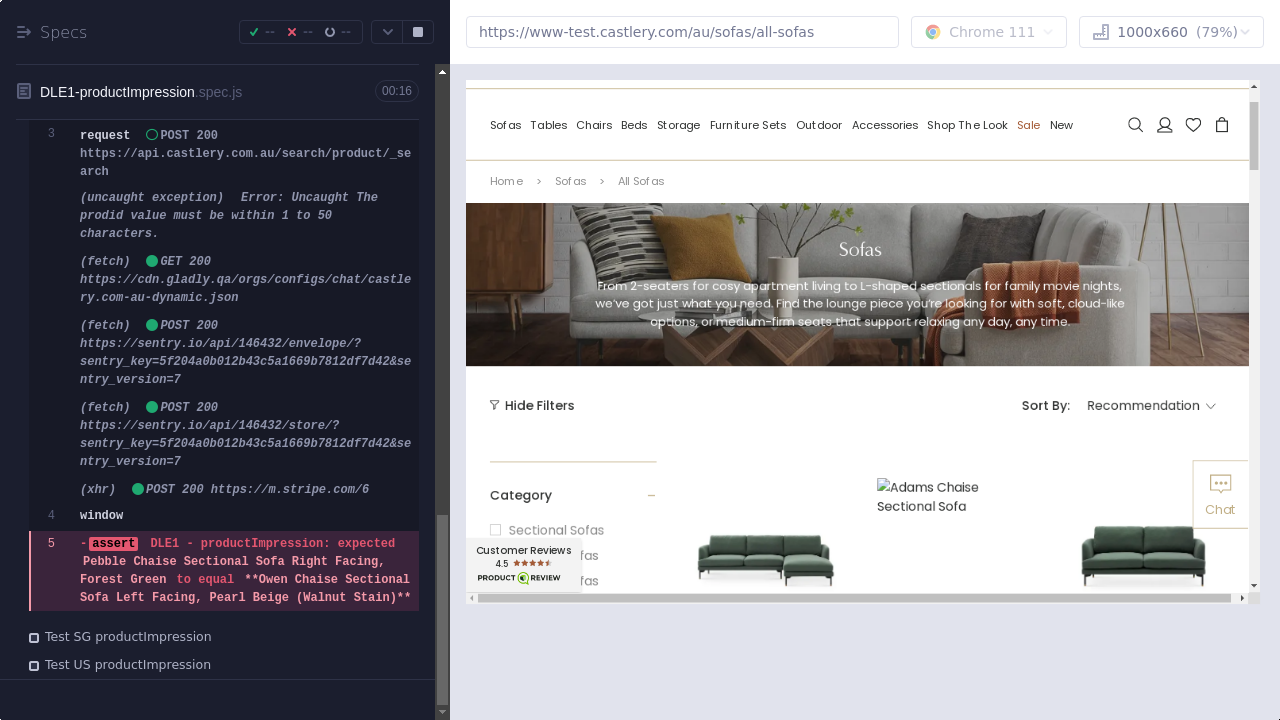 Specs
--
--
--
https://www-test.castlery.com/au/sofas/all-sofas
Chrome 111
1000x660 (79%)
DLE1-productImpression.spec.js
00:16
3 request POST 200
https://api.castlery.com.au/search/product/_se
arch
(uncaught exception) Error: Uncaught The
prodid value must be within 1 to 50
characters.
(fetch) GET 200
https://cdn.gladly.qa/orgs/configs/chat/castle
ry.com-au-dynamic.json
(fetch) POST 200
https://sentry.io/api/146432/envelope/?
sentry_key=5f204a0b012b43c5a1669b7812df7d42&se
ntry_version=7
(fetch) POST 200
https://sentry.io/api/146432/store/?
sentry_key=5f204a0b012b43c5a1669b7812df7d42&se
ntry_version=7
(xhr) POST 200 https://m.stripe.com/6
4 window
5 -assert DLE1 - productImpression: expected
Pebble Chaise Sectional Sofa Right Facing,
Forest Green to equal **Owen Chaise Sectional
Sofa Left Facing, Pearl Beige (Walnut Stain)**
Test SG productImpression
Test US productImpression
Sofas Tables Chairs Beds Storage Furniture Sets Outdoor Accessories Shop The Look Sale New
Home > Sofas > All Sofas
Sofas
From 2-seaters for cosy apartment living to L-shaped sectionals for family movie nights,
we've got just what you need. Find the lounge piece you're looking for with soft, cloud-like
options, or medium-firm seats that support relaxing any day, any time.
Hide Filters
Sort By: Recommendation
Category
Sectional Sofas
fas
fas
Adams Chaise
Sectional Sofa
Chat
Customer Reviews
4.5
PRODUCT REVIEW